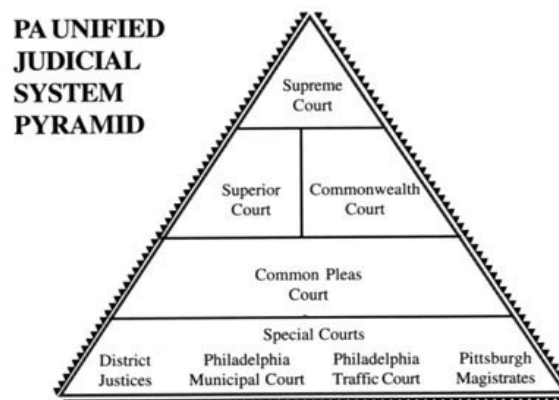 PA UNIFIED
JUDICIAL
SYSTEM
PYRAMID
Supreme
Court
Superior
Court
Commonwealth
Court
Common Pleas
Court
Special Courts
District
Justices
Philadelphia
Municipal Court
Philadelphia
Traffic Court
Pittsburgh
Magistrates